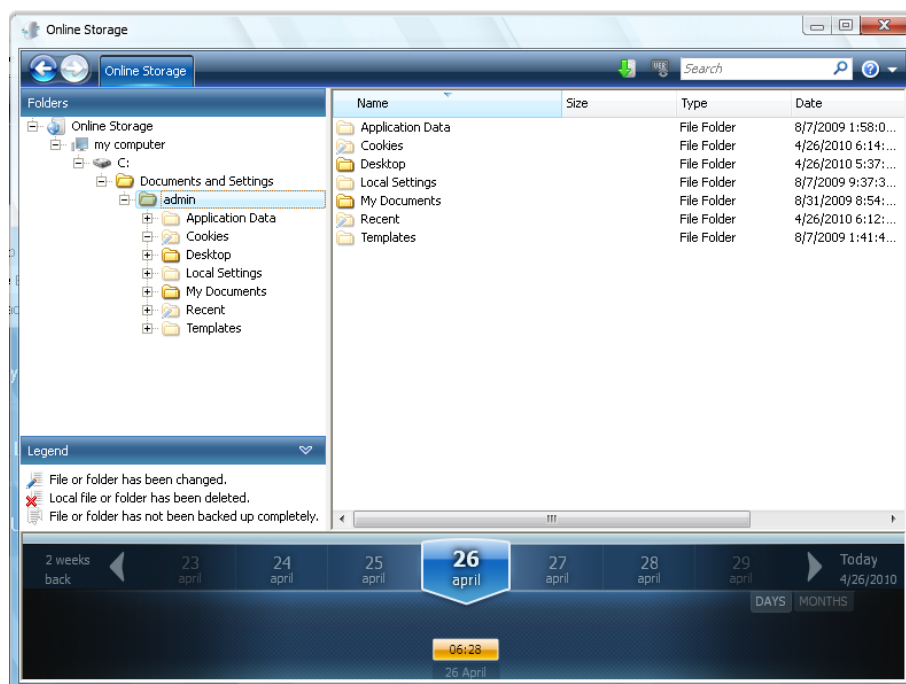 Online Storage
Online Storage
VER
Search
Folders
Name Size Type Date
Online Storage
my computer
C:
Documents and Settings
admin
Application Data
Cookies
Desktop
Local Settings
My Documents
Recent
Templates
Application Data File Folder 8/7/2009 1:58:0...
Cookies File Folder 4/26/2010 6:14:...
Desktop File Folder 4/26/2010 5:37:...
Local Settings File Folder 8/7/2009 9:37:3...
My Documents File Folder 8/31/2009 8:54:...
Recent File Folder 4/26/2010 6:12:...
Templates File Folder 8/7/2009 1:41:4...
Legend
File or folder has been changed.
Local file or folder has been deleted.
File or folder has not been backed up completely.
2 weeks back
23 april
24 april
25 april
26 april
27 april
28 april
29 april
Today 4/26/2010
DAYS MONTHS
06:28
26 April